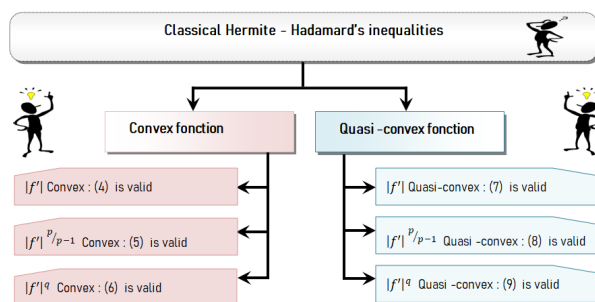 Classical Hermite - Hadamard's inequalities
Convex fonction
Quasi -convex fonction
|f′| Convex : (4) is valid
|f′| Quasi-convex : (7) is valid
|f′| ᵖ/ₚ₋₁ Convex : (5) is valid
|f′| ᵖ/ₚ₋₁ Quasi -convex : (8) is valid
|f′|^q Convex : (6) is valid
|f′|^q Quasi -convex : (9) is valid